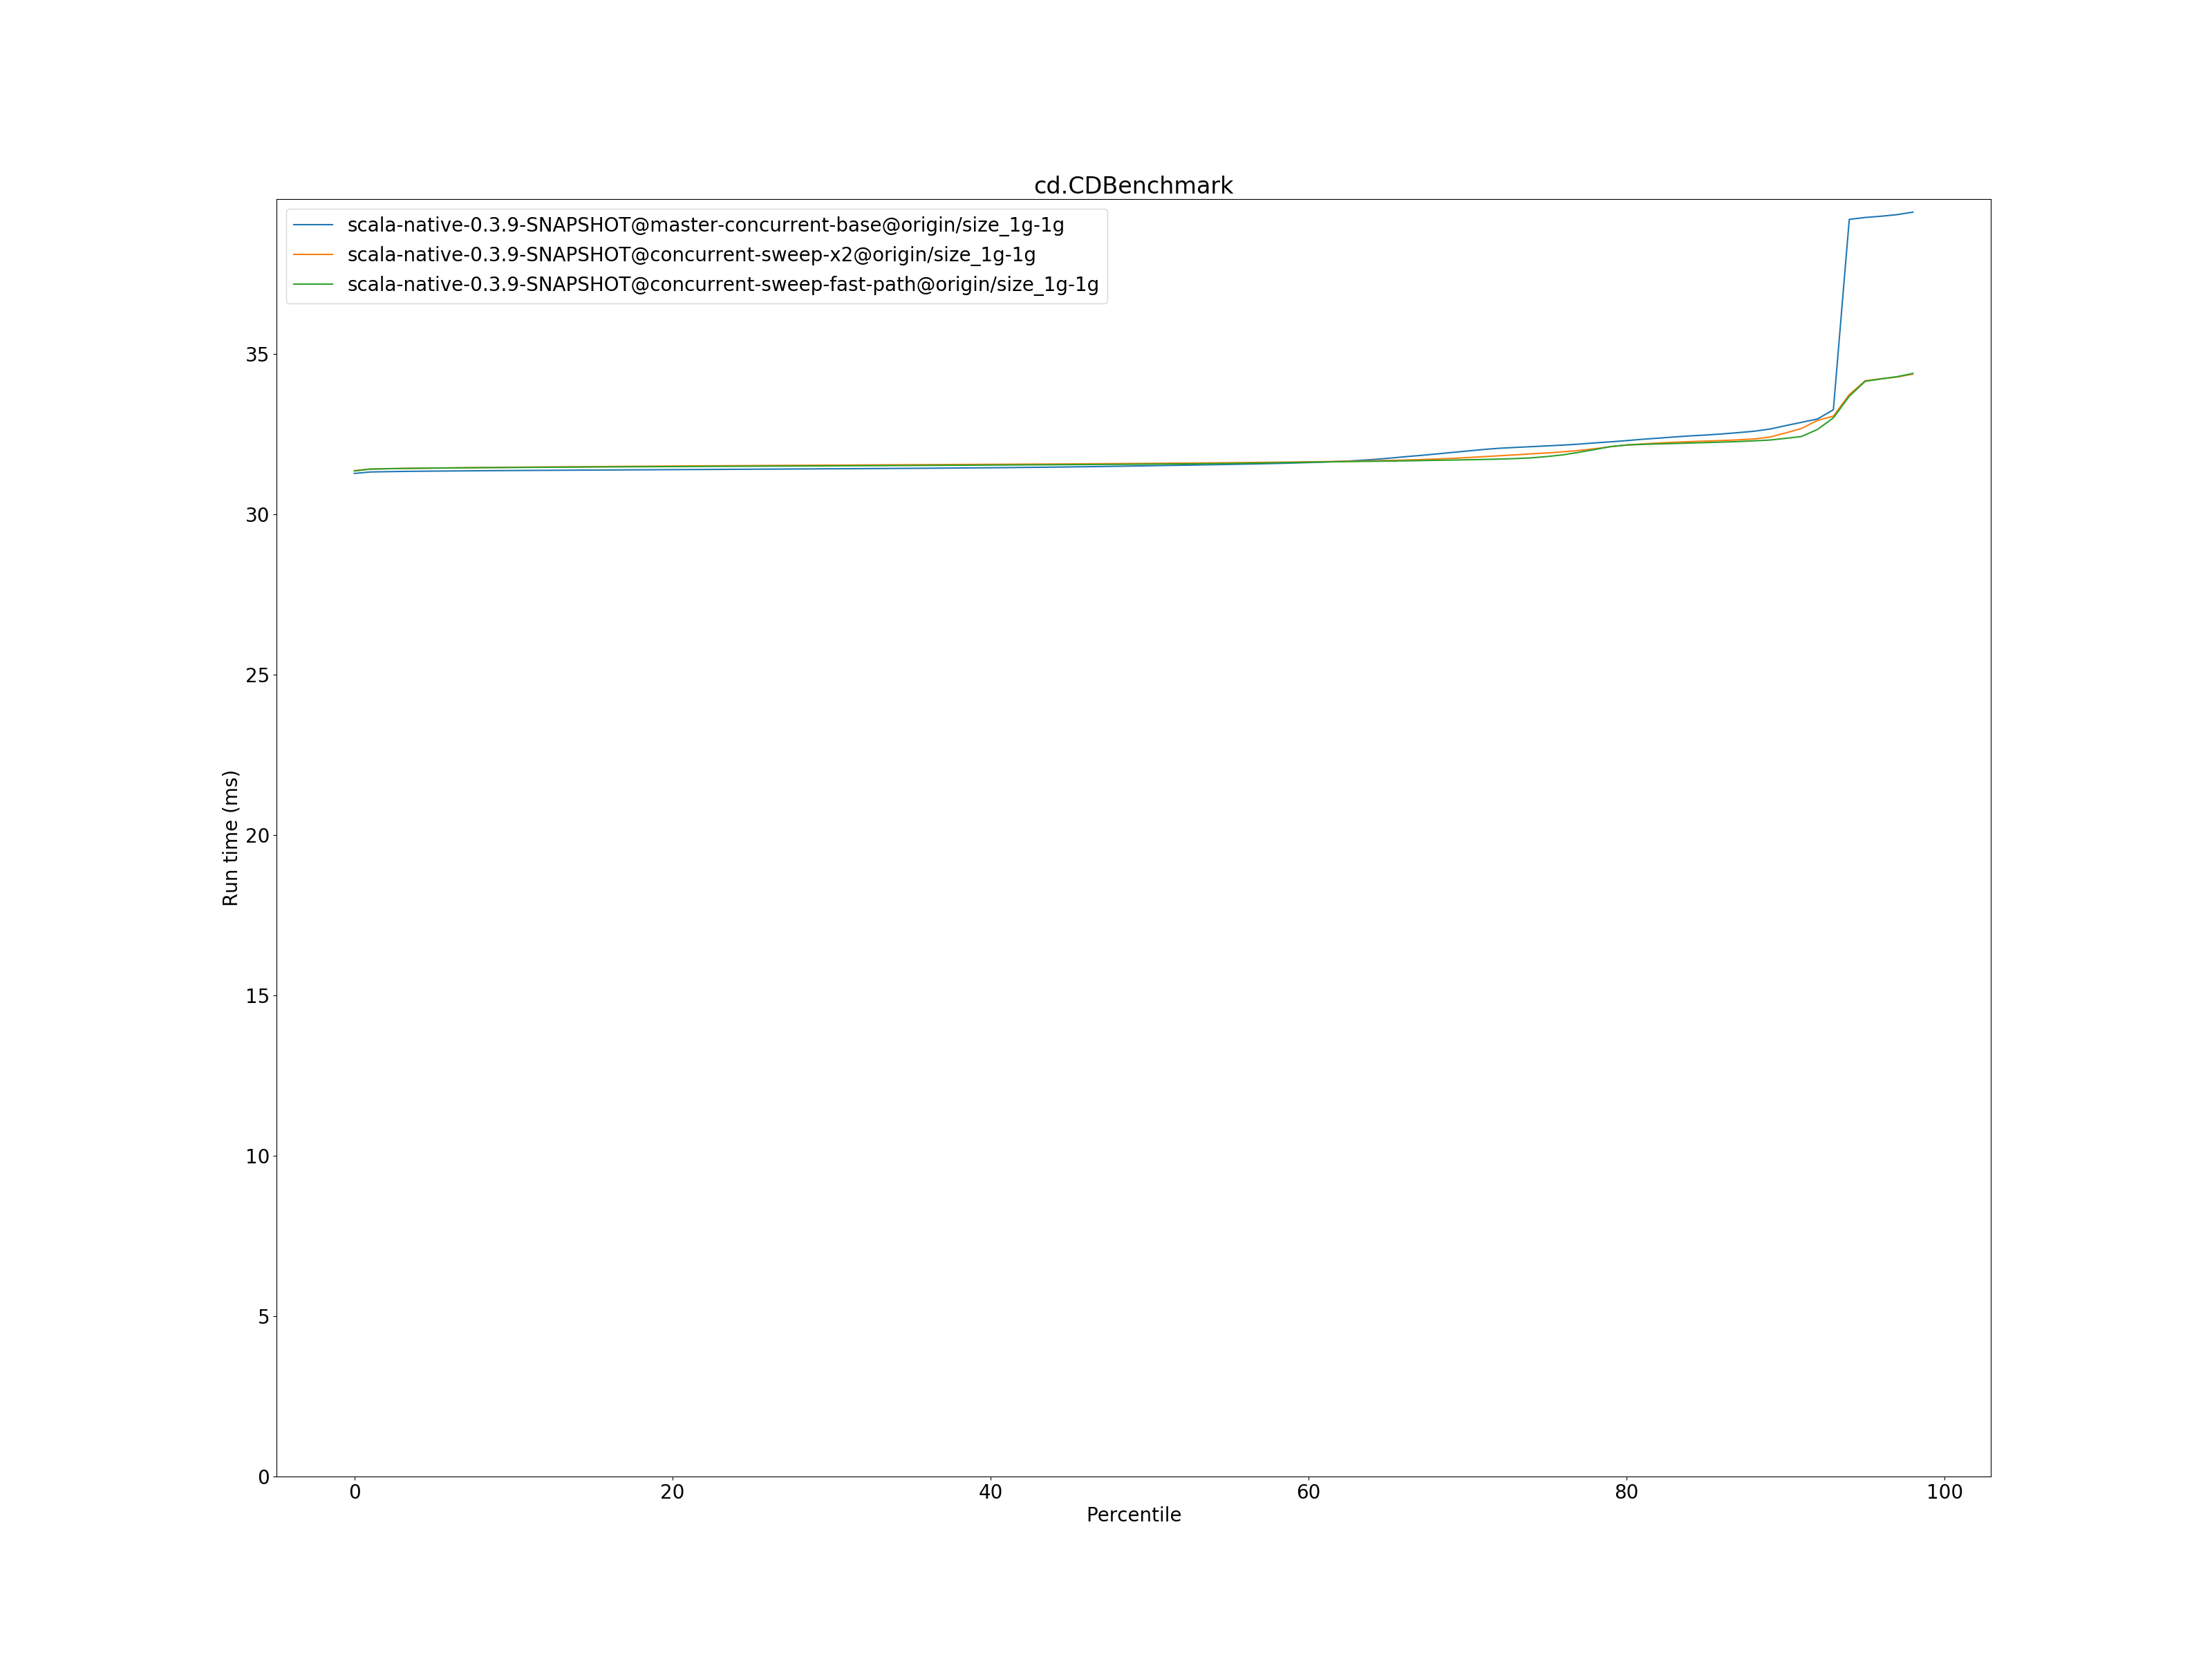 cd.CDBenchmark
scala-native-0.3.9-SNAPSHOT@master-concurrent-base@origin/size_1g-1g
scala-native-0.3.9-SNAPSHOT@concurrent-sweep-x2@origin/size_1g-1g
scala-native-0.3.9-SNAPSHOT@concurrent-sweep-fast-path@origin/size_1g-1g
35
30
25
20
15
10
5
0
Run time (ms)
0 20 40 60 80 100
Percentile